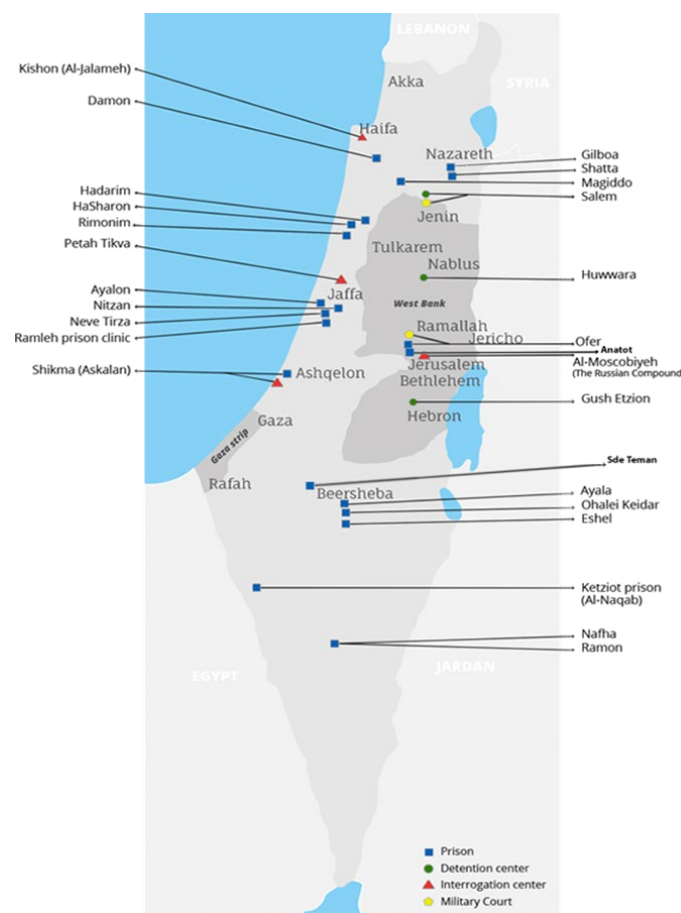 LEBANON
SYRIA
Kishon (Al-Jalameh)
Akka
Damon
Haifa
Nazareth
Gilboa
Shatta
Magiddo
Salem
Hadarim
HaSharon
Rimonim
Petah Tikva
Jenin
Tulkarem
Nablus
Huwwara
Ayalon
Nitzan
Neve Tirza
Ramleh prison clinic
Jaffa
West Bank
Ramallah
Jericho
Ofer
Anatot
Al-Moscobiyeh
(The Russian Compound
Jerusalem
Bethlehem
Shikma (Askalan)
Ashqelon
Gush Etzion
Hebron
Gaza
Gaza strip
Rafah
Sde Teman
Beersheba
Ayala
Ohalei Keidar
Eshel
Ketziot prison
(Al-Naqab)
Nafha
Ramon
EGYPT
JARDAN
Prison
Detention center
Interrogation center
Military Court